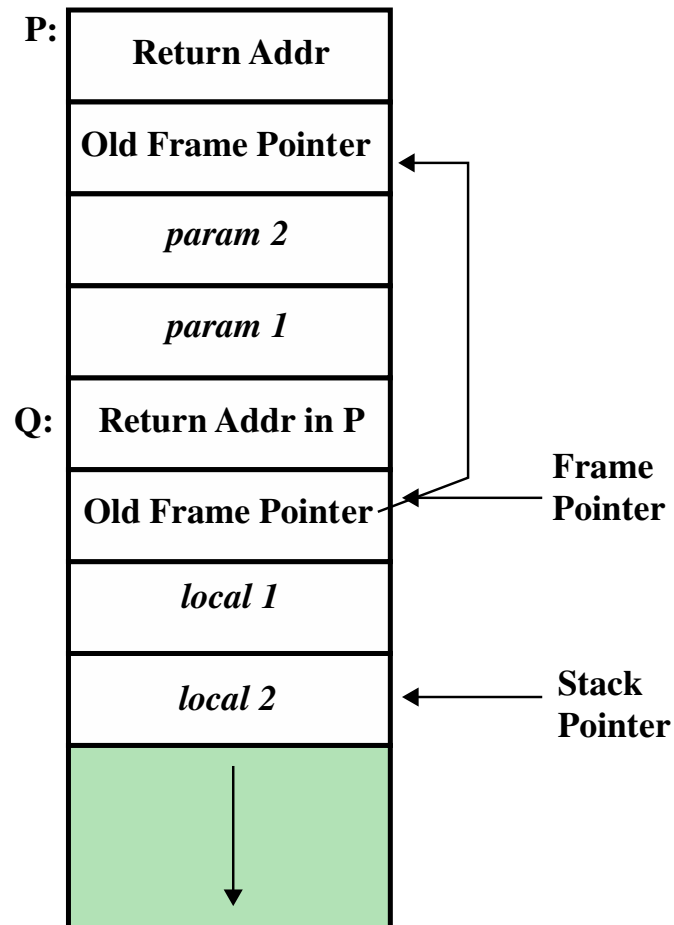 P:
Return Addr
Old Frame Pointer
param 2
param 1
Q:
Return Addr in P
Old Frame Pointer
Frame
Pointer
local 1
local 2
Stack
Pointer